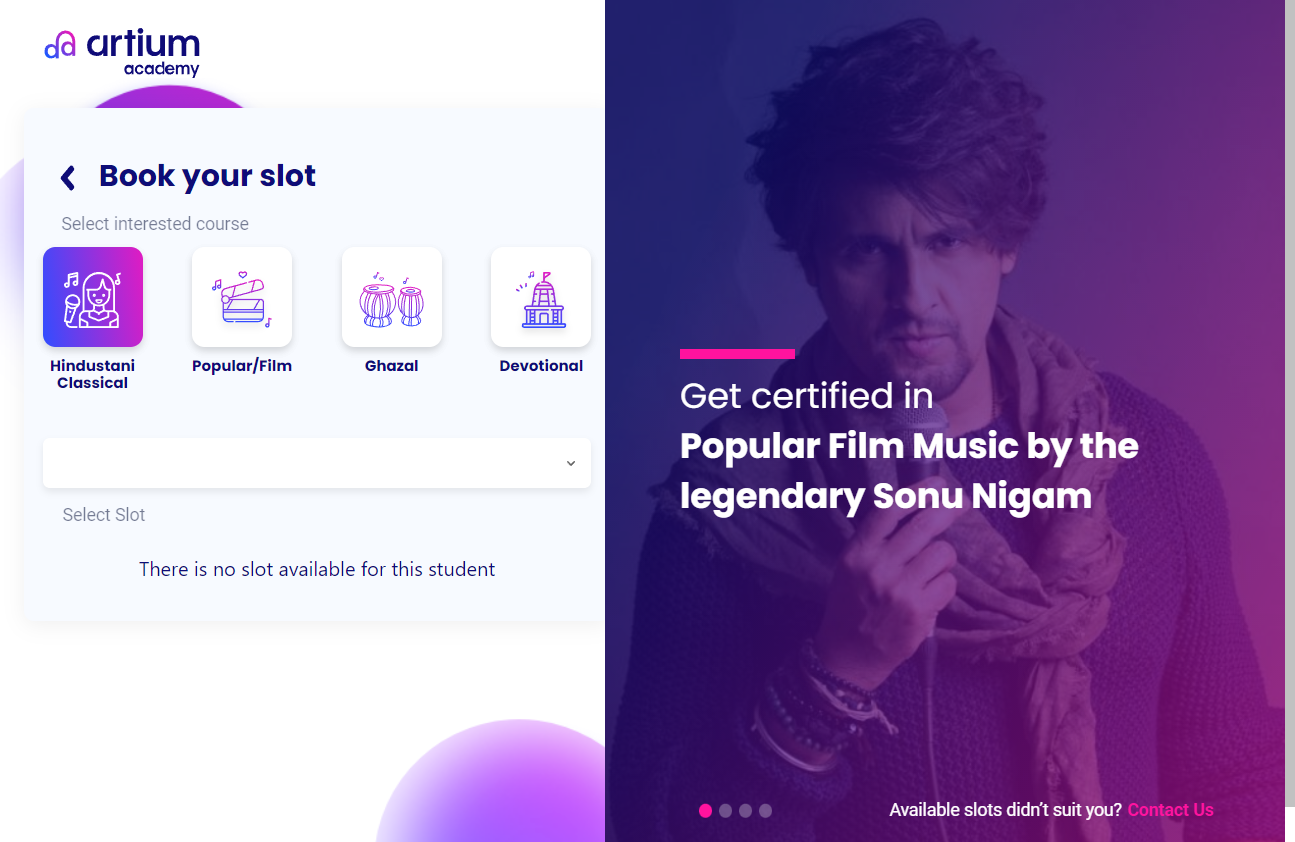 artium
academy
Book your slot
Select interested course
Hindustani
Classical
Popular/Film
Ghazal
Devotional
Select Slot
There is no slot available for this student
Get certified in
Popular Film Music by the
legendary Sonu Nigam
Available slots didn't suit you? Contact Us